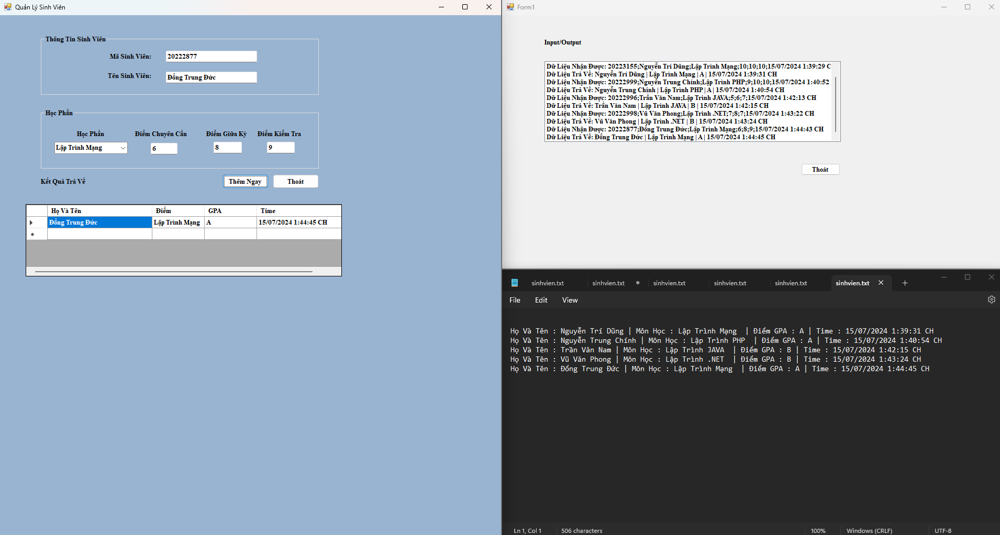 Quản Lý Sinh Viên
Thông Tin Sinh Viên
Mã Sinh Viên: 20222877
Tên Sinh Viên: Đồng Trung Đức
Học Phần
Học Phần Điểm Chuyên Cần Điểm Giữa Kỳ Điểm Kiểm Tra
Lập Trình Mạng 6 8 9
Kết Quả Trả Về Thêm Ngay Thoát
Họ Và Tên Điểm GPA Time
Đồng Trung Đức Lập Trình Mạng A 15/07/2024 1:44:45 CH
Form1
Input/Output
Dữ Liệu Nhận Được: 20223155;Nguyễn Trí Dũng;Lập Trình Mạng;10;10;10;15/07/2024 1:39:29 C
Dữ Liệu Trả Về: Nguyễn Trí Dũng | Lập Trình Mạng | A | 15/07/2024 1:39:31 CH
Dữ Liệu Nhận Được: 20222999;Nguyễn Trung Chính;Lập Trình PHP;9;10;10;15/07/2024 1:40:52
Dữ Liệu Trả Về: Nguyễn Trung Chính | Lập Trình PHP | A | 15/07/2024 1:40:54 CH
Dữ Liệu Nhận Được: 20222996;Trần Văn Nam;Lập Trình JAVA;5;6;7;15/07/2024 1:42:13 CH
Dữ Liệu Trả Về: Trần Văn Nam | Lập Trình JAVA | B | 15/07/2024 1:42:15 CH
Dữ Liệu Nhận Được: 20222998;Vũ Văn Phong;Lập Trình .NET;7;8;7;15/07/2024 1:43:22 CH
Dữ Liệu Trả Về: Vũ Văn Phong | Lập Trình .NET | B | 15/07/2024 1:43:24 CH
Dữ Liệu Nhận Được: 20222877;Đồng Trung Đức;Lập Trình Mạng;6;8;9;15/07/2024 1:44:43 CH
Dữ Liệu Trả Về: Đồng Trung Đức | Lập Trình Mạng | A | 15/07/2024 1:44:45 CH
Thoát
sinhvien.txt sinhvien.txt sinhvien.txt sinhvien.txt sinhvien.txt sinhvien.txt
File Edit View
Họ Và Tên : Nguyễn Trí Dũng | Môn Học : Lập Trình Mạng | Điểm GPA : A | Time : 15/07/2024 1:39:31 CH
Họ Và Tên : Nguyễn Trung Chính | Môn Học : Lập Trình PHP | Điểm GPA : A | Time : 15/07/2024 1:40:54 CH
Họ Và Tên : Trần Văn Nam | Môn Học : Lập Trình JAVA | Điểm GPA : B | Time : 15/07/2024 1:42:15 CH
Họ Và Tên : Vũ Văn Phong | Môn Học : Lập Trình .NET | Điểm GPA : B | Time : 15/07/2024 1:43:24 CH
Họ Và Tên : Đồng Trung Đức | Môn Học : Lập Trình Mạng | Điểm GPA : A | Time : 15/07/2024 1:44:45 CH
Ln 1, Col 1 506 characters 100% Windows (CRLF) UTF-8